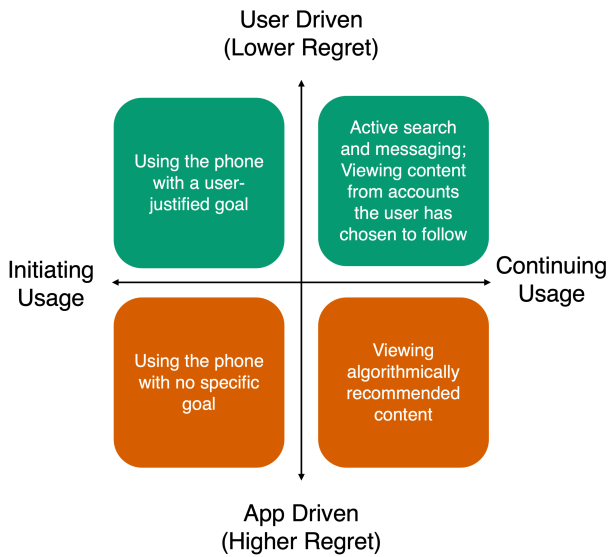 User Driven
(Lower Regret)
Using the phone
with a user-
justified goal
Active search
and messaging;
Viewing content
from accounts
the user has
chosen to follow
Initiating
Usage
Continuing
Usage
Using the phone
with no specific
goal
Viewing
algorithmically
recommended
content
App Driven
(Higher Regret)